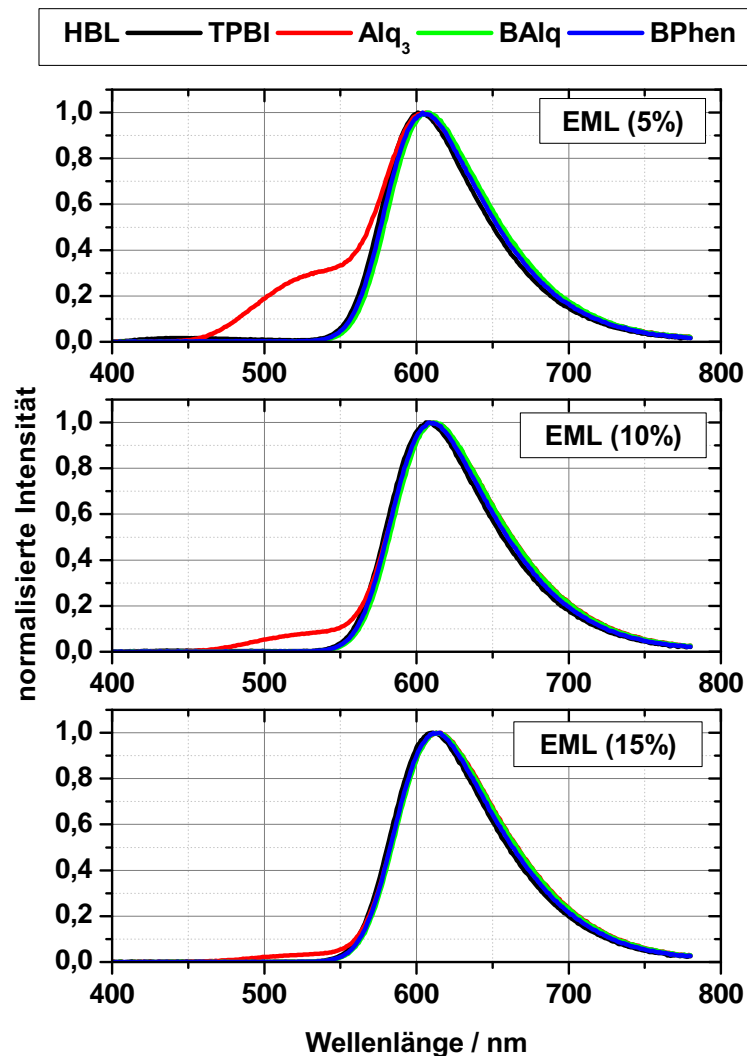 HBL TPBI Alq₃ BAlq BPhen
EML (5%)
1,0
0,8
0,6
0,4
0,2
0,0
400 500 600 700 800
EML (10%)
1,0
0,8
0,6
0,4
0,2
0,0
400 500 600 700 800
EML (15%)
1,0
0,8
0,6
0,4
0,2
0,0
400 500 600 700 800
normalisierte Intensität
Wellenlänge / nm